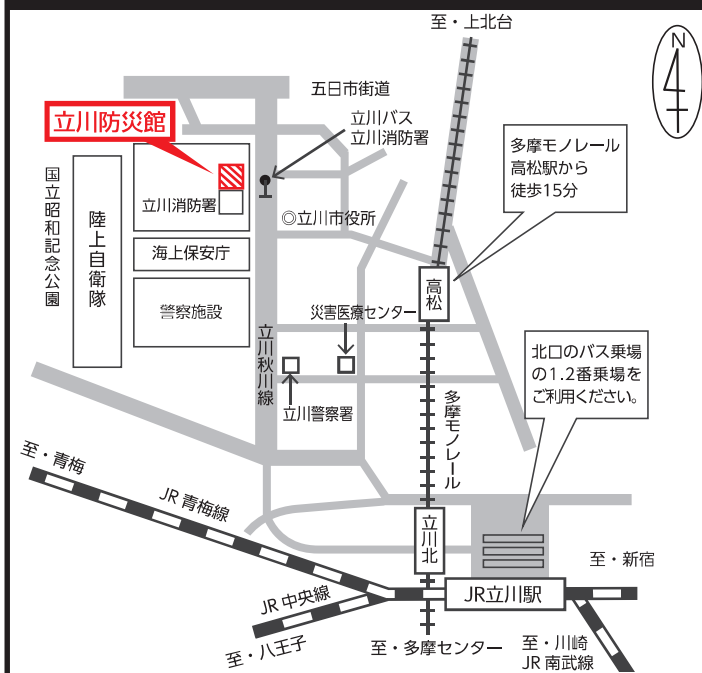 至・上北台
N
五日市街道
立川バス
立川消防署
立川防災館
多摩モノレール
高松駅から
徒歩15分
国立昭和記念公園
陸上自衛隊
立川消防署
◎立川市役所
海上保安庁
高松
警察施設
災害医療センター
立川秋川線
北口のバス乗場
の1.2番乗場を
ご利用ください。
立川警察署
多摩モノレール
至・青梅
JR 青梅線
立川北
至・新宿
JR 中央線
JR立川駅
至・八王子
至・多摩センター
至・川崎
JR 南武線